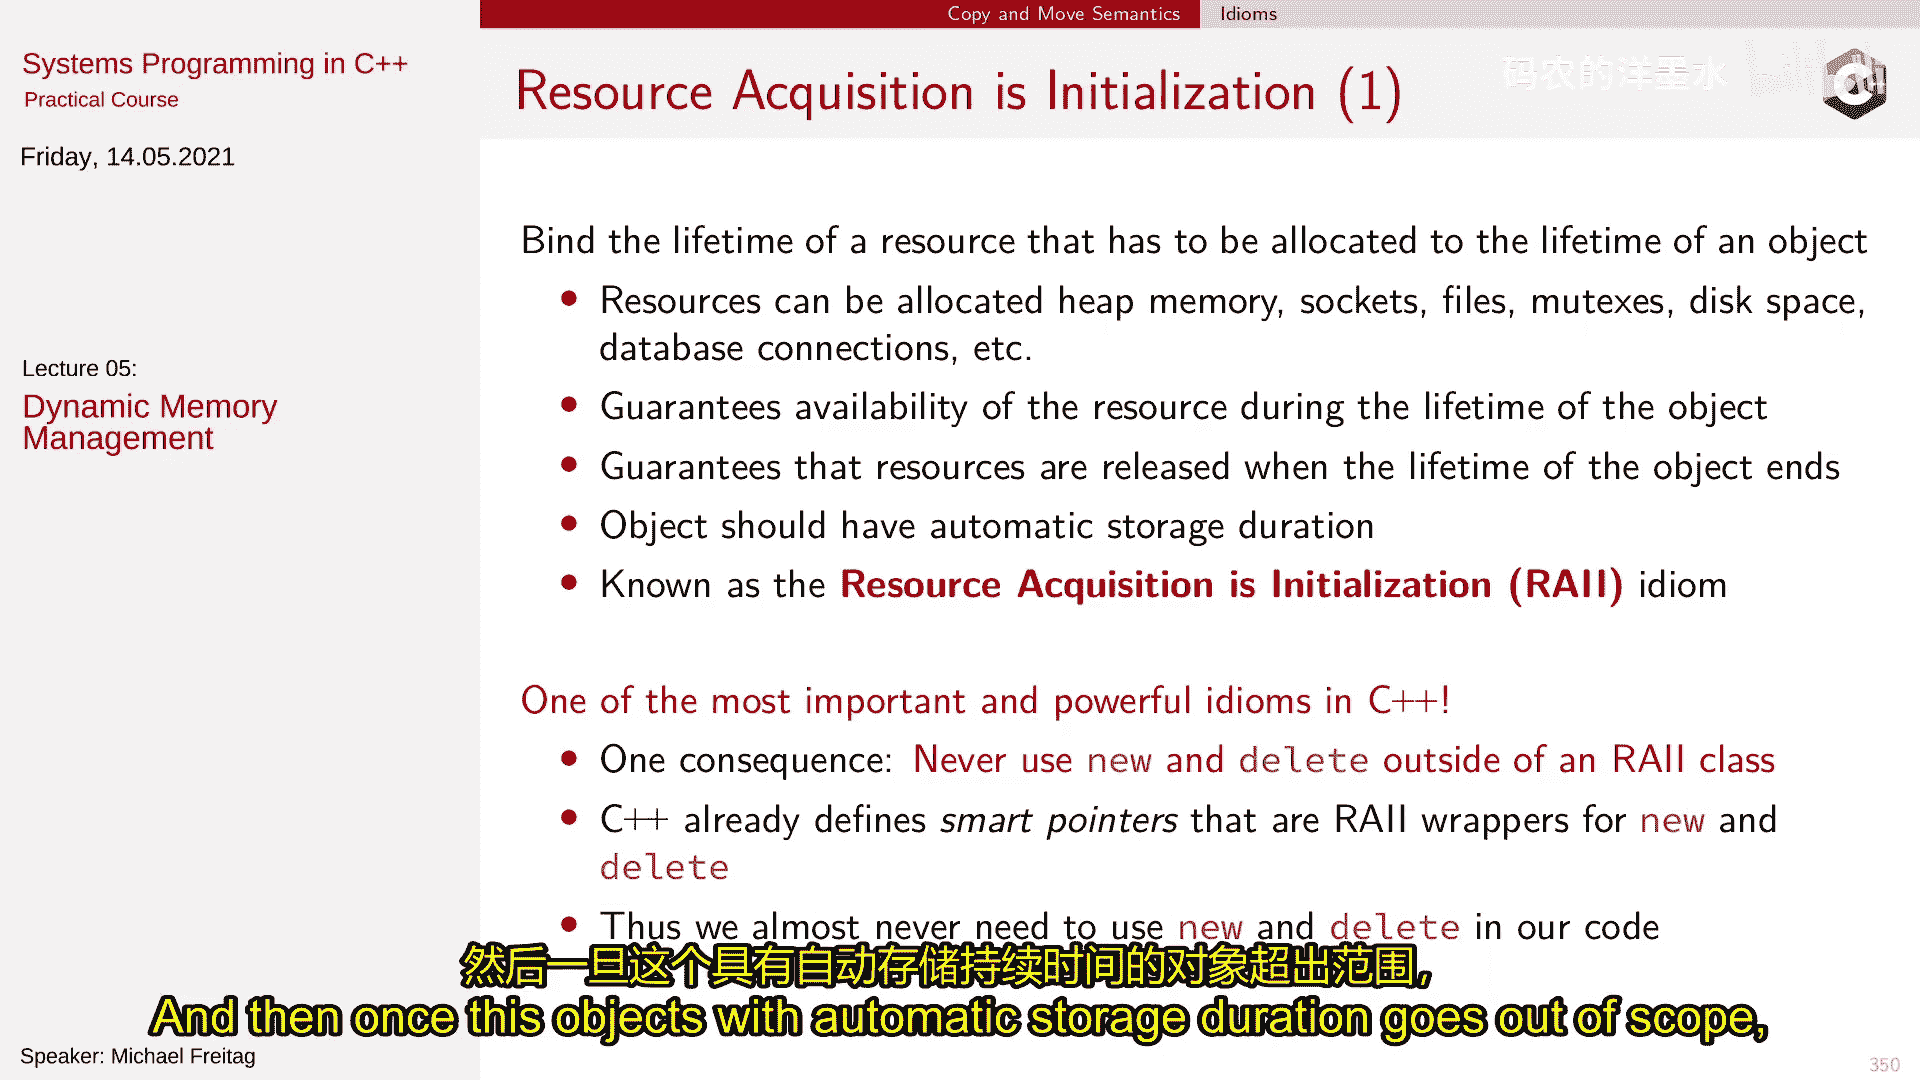 Copy and Move Semantics
Idioms
Systems Programming in C++
Practical Course
Friday, 14.05.2021
Lecture 05:
Dynamic Memory
Management
Resource Acquisition is Initialization (1)
码农的洋墨水
Bind the lifetime of a resource that has to be allocated to the lifetime of an object
• Resources can be allocated heap memory, sockets, files, mutexes, disk space,
database connections, etc.
• Guarantees availability of the resource during the lifetime of the object
• Guarantees that resources are released when the lifetime of the object ends
• Object should have automatic storage duration
• Known as the Resource Acquisition is Initialization (RAII) idiom
One of the most important and powerful idioms in C++!
• One consequence: Never use new and delete outside of an RAII class
• C++ already defines smart pointers that are RAII wrappers for new and
delete
• Thus we almost never need to use new and delete in our code
然后一旦这个具有自动存储持续时间的对象超出范围,
And then once this objects with automatic storage duration goes out of scope,
Speaker: Michael Freitag
350